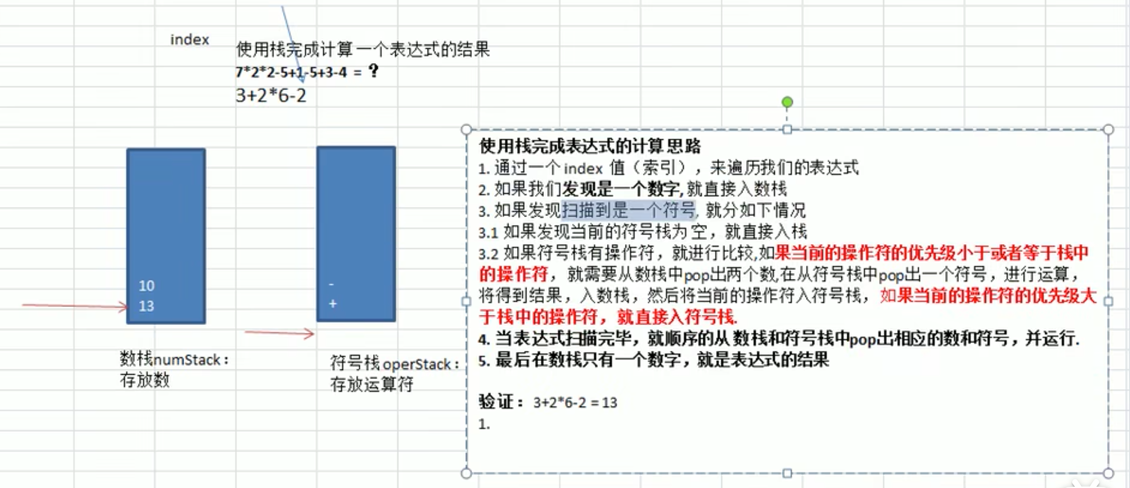 index
使用栈完成计算 一个表达式的结果
7*2*2-5+1-5+3-4 = ？
3+2*6-2
10
13
-
+
数栈numStack：
存放数
符号栈 operStack：
存放运算符
使用栈完成表达式的计算 思路
1. 通过一个 index 值（索引），来遍历我们的表达式
2. 如果我们发现是一个数字, 就直接入数栈
3. 如果发现扫描到是一个符号, 就分如下情况
3.1 如果发现当前的符号栈为 空，就直接入栈
3.2 如果符号栈有操作符，就进行比较,如果当前的操作符的优先级小于或者等于栈中
的操作符，就需要从数栈中pop出两个数,在从符号栈中pop出一个符号，进行运算，
将得到结果，入数栈，然后将当前的操作符入符号栈，如果当前的操作符的优先级大
于栈中的操作符，就直接入符号栈.
4. 当表达式扫描完毕，就顺序的从 数栈和符号栈中pop出相应的数和符号，并运行.
5. 最后在数栈只有一个数字，就是表达式的结果
验证：3+2*6-2 = 13
1.